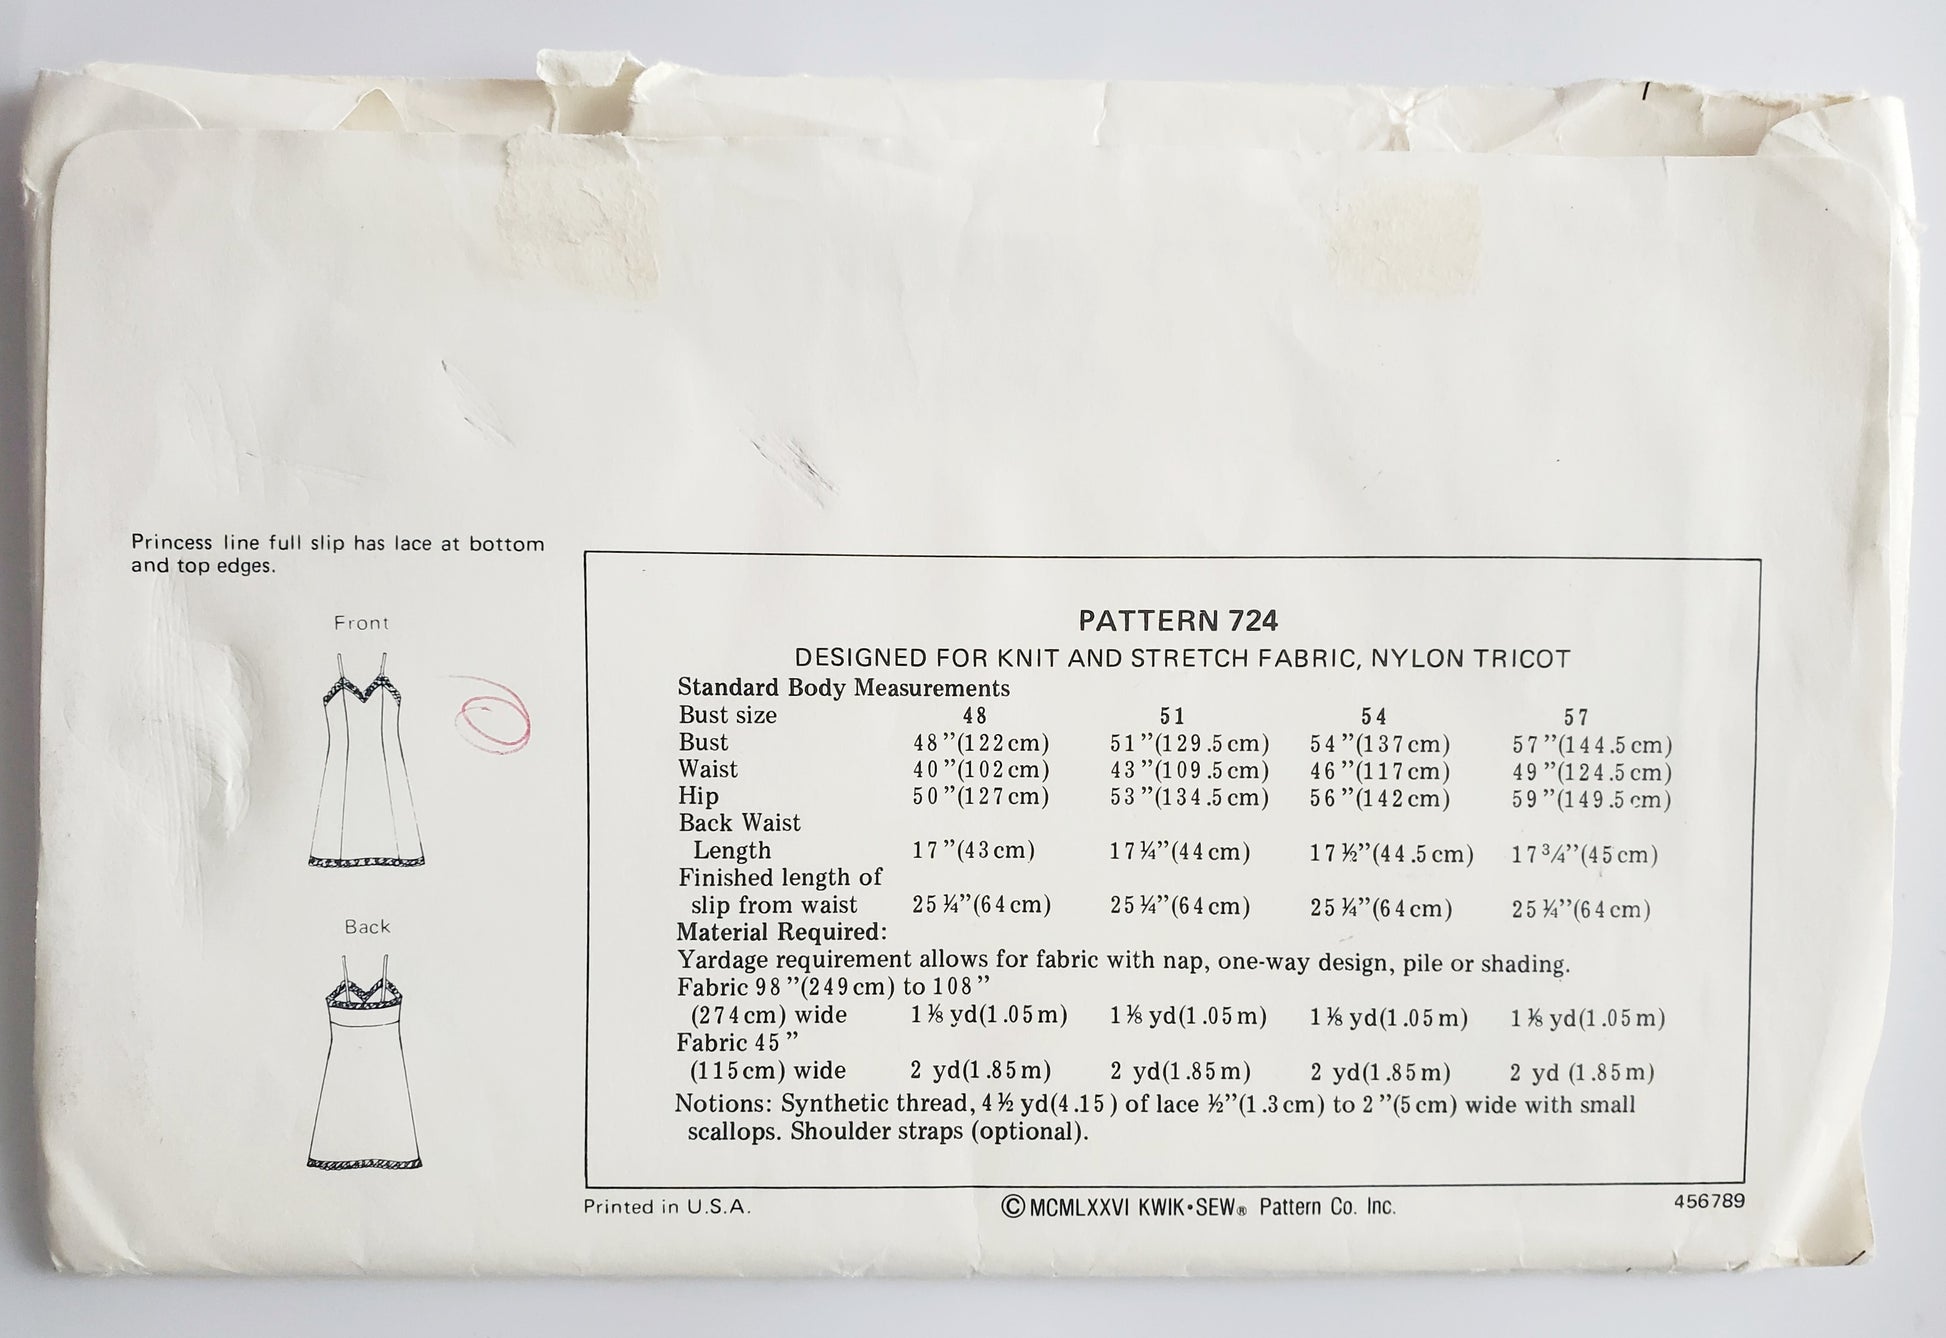 Princess line full slip has lace at bottom
and top edges.
Front
Back
PATTERN 724
DESIGNED FOR KNIT AND STRETCH FABRIC, NYLON TRICOT
Standard Body Measurements
Bust size 48 51 54 57
Bust 48”(122cm) 51”(129.5cm) 54”(137cm) 57”(144.5cm)
Waist 40”(102cm) 43”(109.5cm) 46”(117cm) 49”(124.5cm)
Hip 50”(127cm) 53”(134.5cm) 56”(142cm) 59”(149.5cm)
Back Waist
Length 17”(43cm) 17¼”(44cm) 17½”(44.5cm) 17¾”(45cm)
Finished length of
slip from waist 25¼”(64cm) 25¼”(64cm) 25¼”(64cm) 25¼”(64cm)
Material Required:
Yardage requirement allows for fabric with nap, one-way design, pile or shading.
Fabric 98”(249cm) to 108”
(274cm) wide 1⅛ yd(1.05m) 1⅛ yd(1.05m) 1⅛ yd(1.05m) 1⅛ yd(1.05m)
Fabric 45”
(115cm) wide 2 yd(1.85m) 2 yd(1.85m) 2 yd(1.85m) 2 yd (1.85m)
Notions: Synthetic thread, 4½ yd(4.15) of lace ½”(1.3cm) to 2”(5cm) wide with small
scallops. Shoulder straps (optional).
Printed in U.S.A. ©MCMLXXVI KWIK•SEW® Pattern Co. Inc. 456789